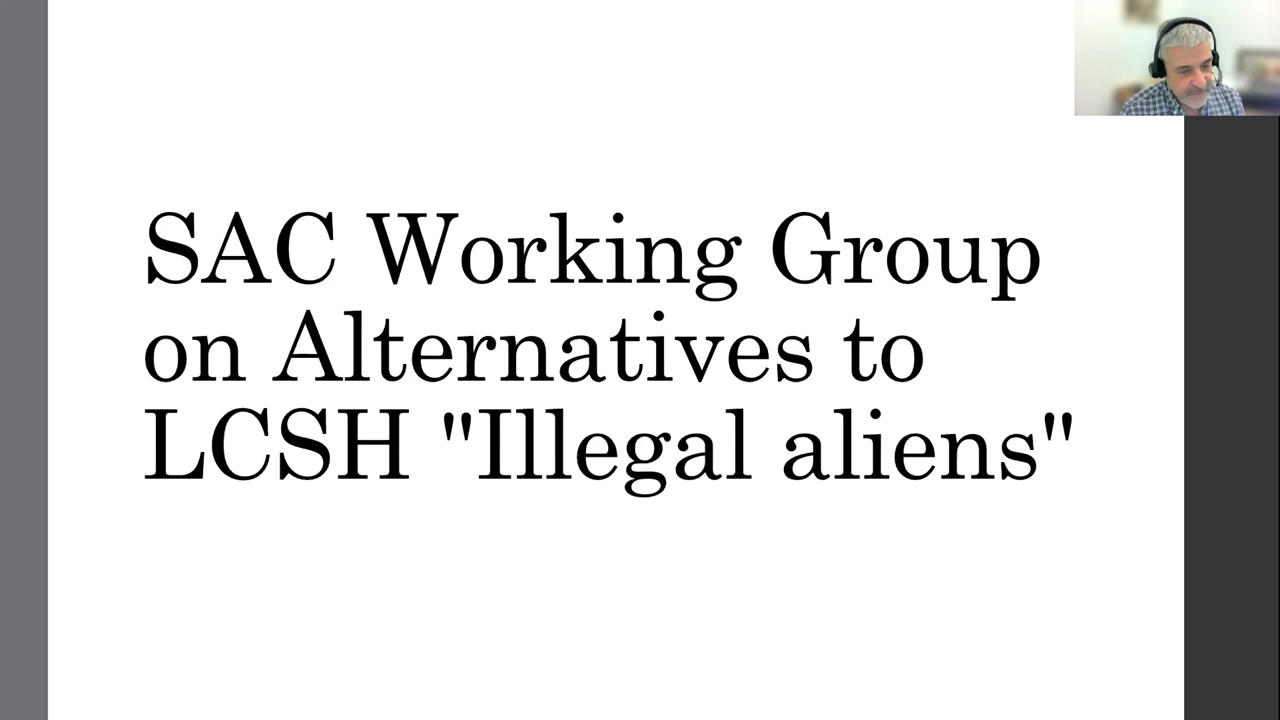 SAC Working Group
on Alternatives to
LCSH "Illegal aliens"